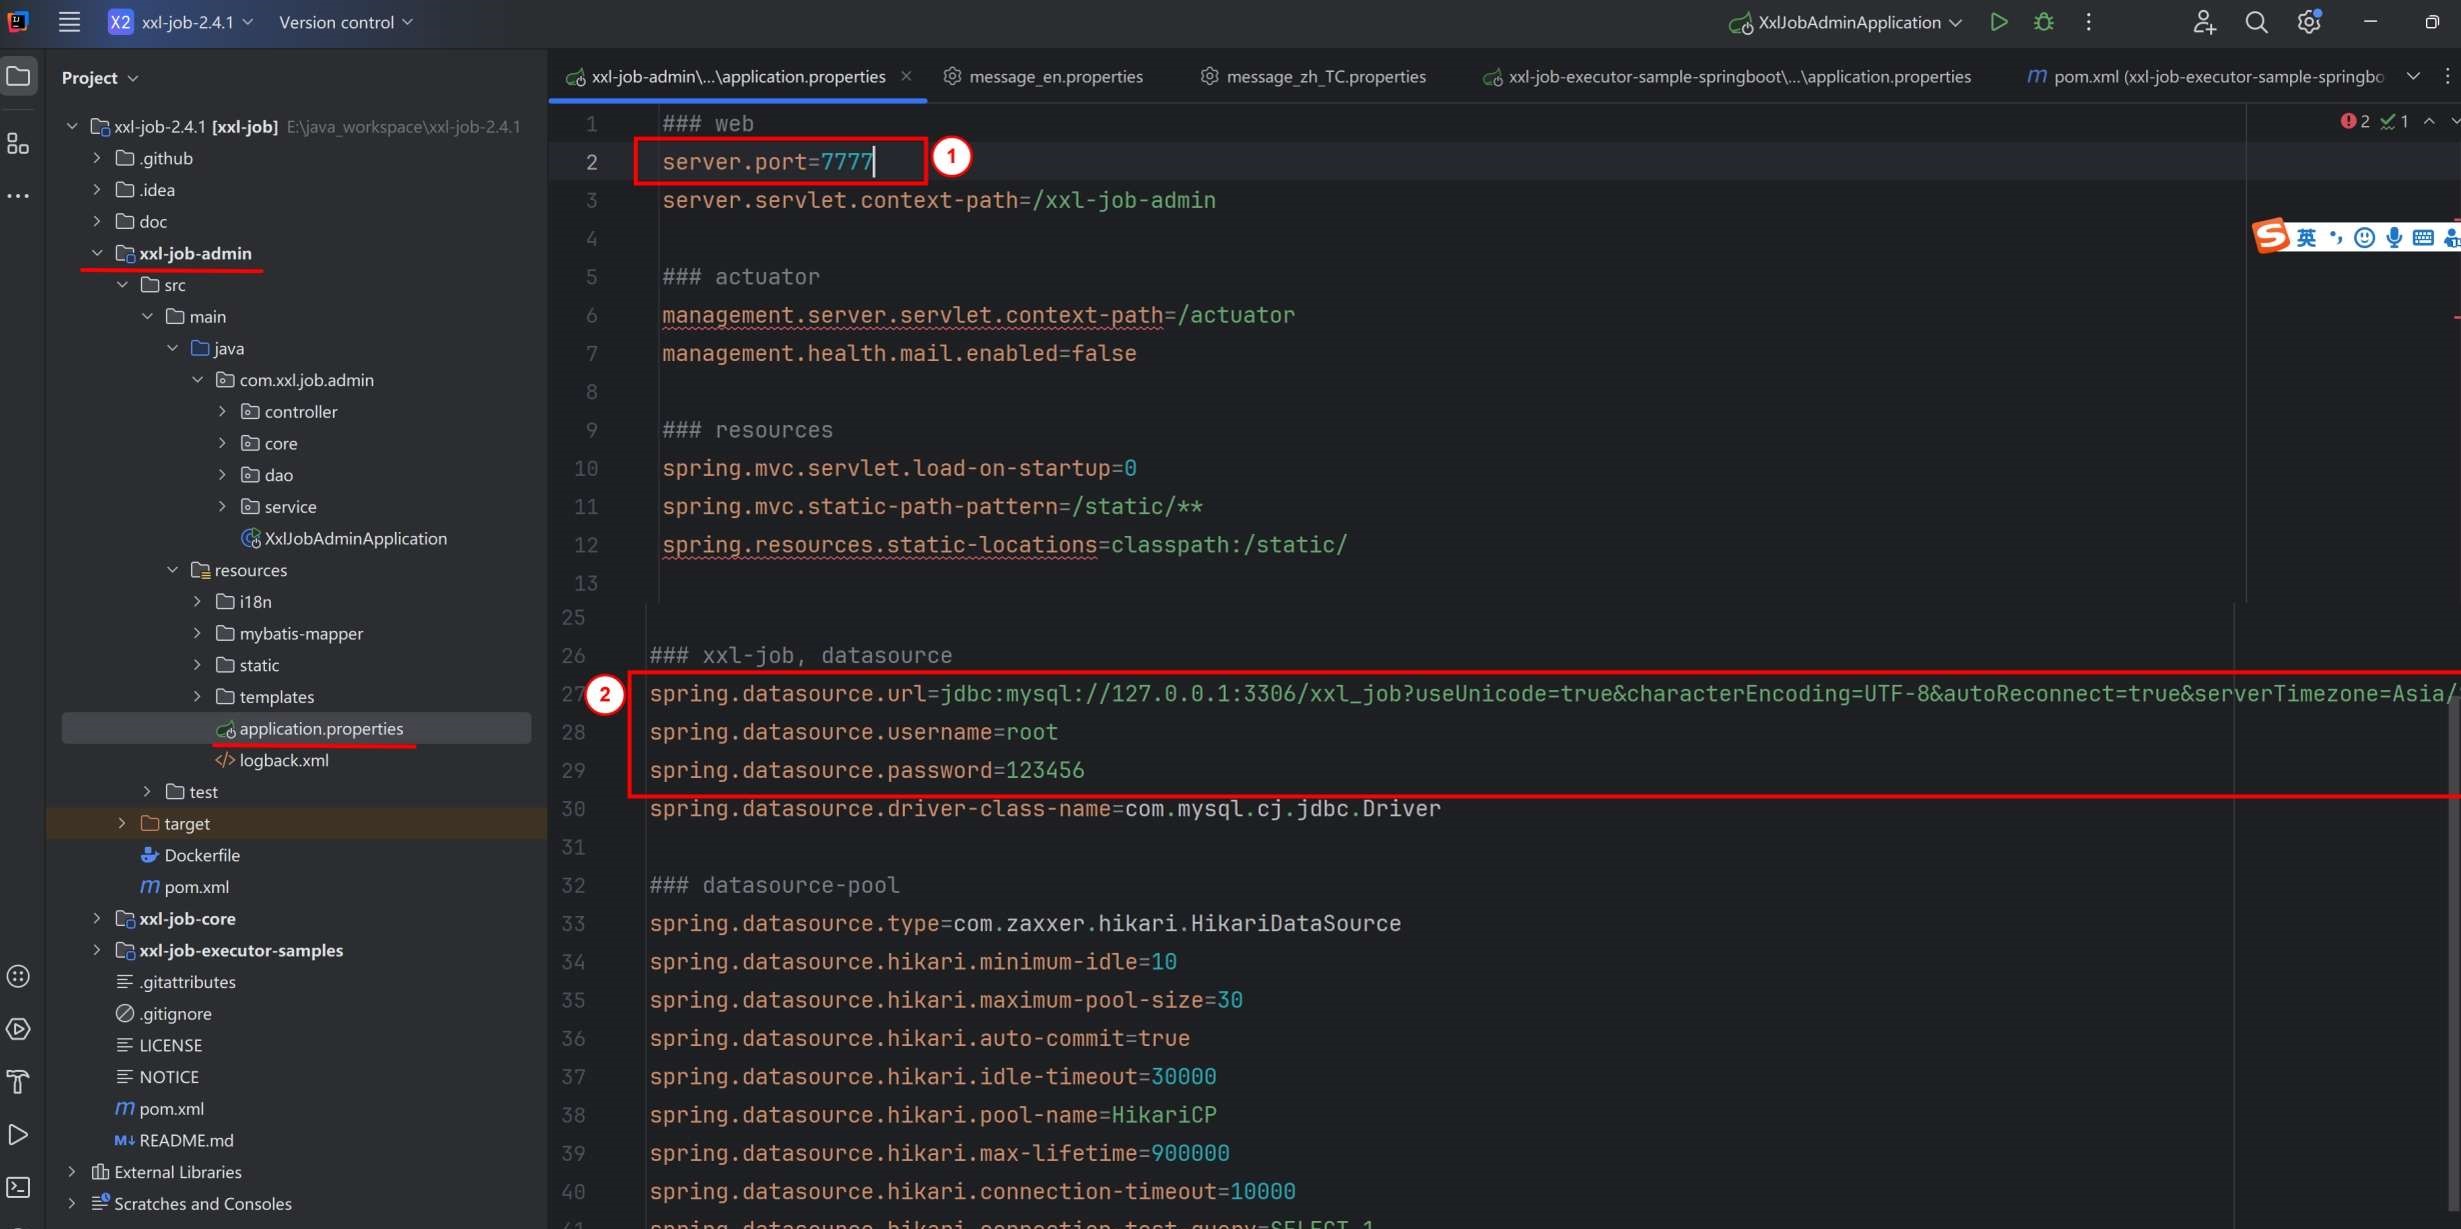 X2 xxl-job-2.4.1 Version control XxlJobAdminApplication
Project
xxl-job-2.4.1 [xxl-job] E:\java_workspace\xxl-job-2.4.1
.github
.idea
doc
xxl-job-admin
src
main
java
com.xxl.job.admin
controller
core
dao
service
XxlJobAdminApplication
resources
i18n
mybatis-mapper
static
templates
application.properties
logback.xml
test
target
Dockerfile
pom.xml
xxl-job-core
xxl-job-executor-samples
.gitattributes
.gitignore
LICENSE
NOTICE
pom.xml
README.md
External Libraries
Scratches and Consoles
xxl-job-admin\...\application.properties message_en.properties message_zh_TC.properties xxl-job-executor-sample-springboot\...\application.properties pom.xml (xxl-job-executor-sample-springbo
2 1
英
1 ### web
2 server.port=7777 1
3 server.servlet.context-path=/xxl-job-admin
4
5 ### actuator
6 management.server.servlet.context-path=/actuator
7 management.health.mail.enabled=false
8
9 ### resources
10 spring.mvc.servlet.load-on-startup=0
11 spring.mvc.static-path-pattern=/static/**
12 spring.resources.static-locations=classpath:/static/
13
25
26 ### xxl-job, datasource
27 2 spring.datasource.url=jdbc:mysql://127.0.0.1:3306/xxl_job?useUnicode=true&characterEncoding=UTF-8&autoReconnect=true&serverTimezone=Asia/
28 spring.datasource.username=root
29 spring.datasource.password=123456
30 spring.datasource.driver-class-name=com.mysql.cj.jdbc.Driver
31
32 ### datasource-pool
33 spring.datasource.type=com.zaxxer.hikari.HikariDataSource
34 spring.datasource.hikari.minimum-idle=10
35 spring.datasource.hikari.maximum-pool-size=30
36 spring.datasource.hikari.auto-commit=true
37 spring.datasource.hikari.idle-timeout=30000
38 spring.datasource.hikari.pool-name=HikariCP
39 spring.datasource.hikari.max-lifetime=900000
40 spring.datasource.hikari.connection-timeout=10000
41 spring.datasource.hikari.connection-test-query=SELECT 1